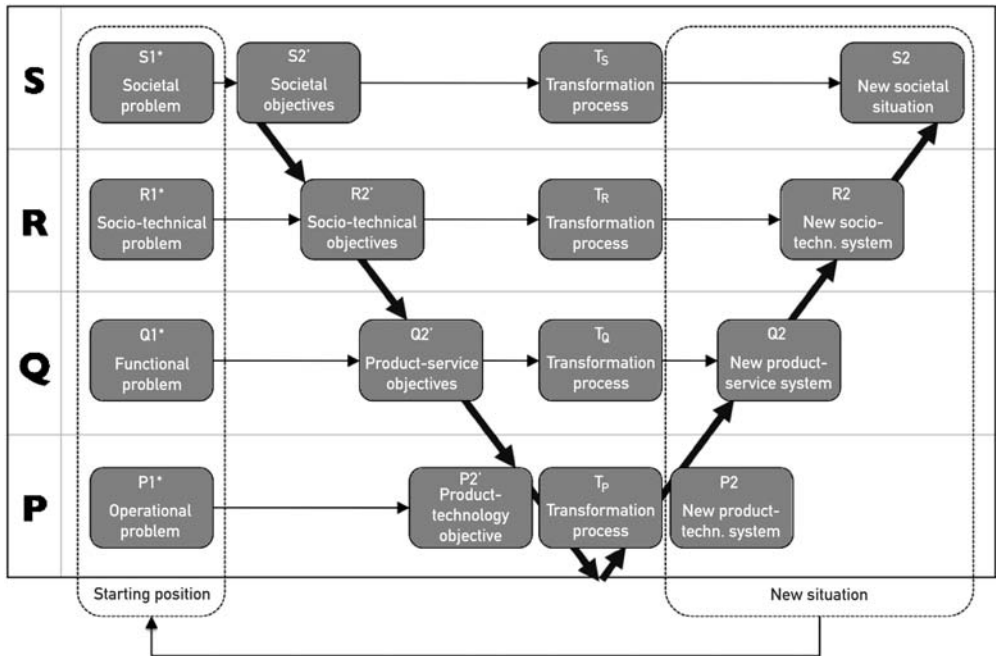 S
S1*
Societal
problem
S2′
Societal
objectives
TS
Transformation
process
S2
New societal
situation
R
R1*
Socio-technical
problem
R2′
Socio-technical
objectives
TR
Transformation
process
R2
New socio-
techn. system
Q
Q1*
Functional
problem
Q2′
Product-service
objectives
TQ
Transformation
process
Q2
New product-
service system
P
P1*
Operational
problem
P2′
Product-
technology
objective
TP
Transformation
process
P2
New product-
techn. system
Starting position
New situation